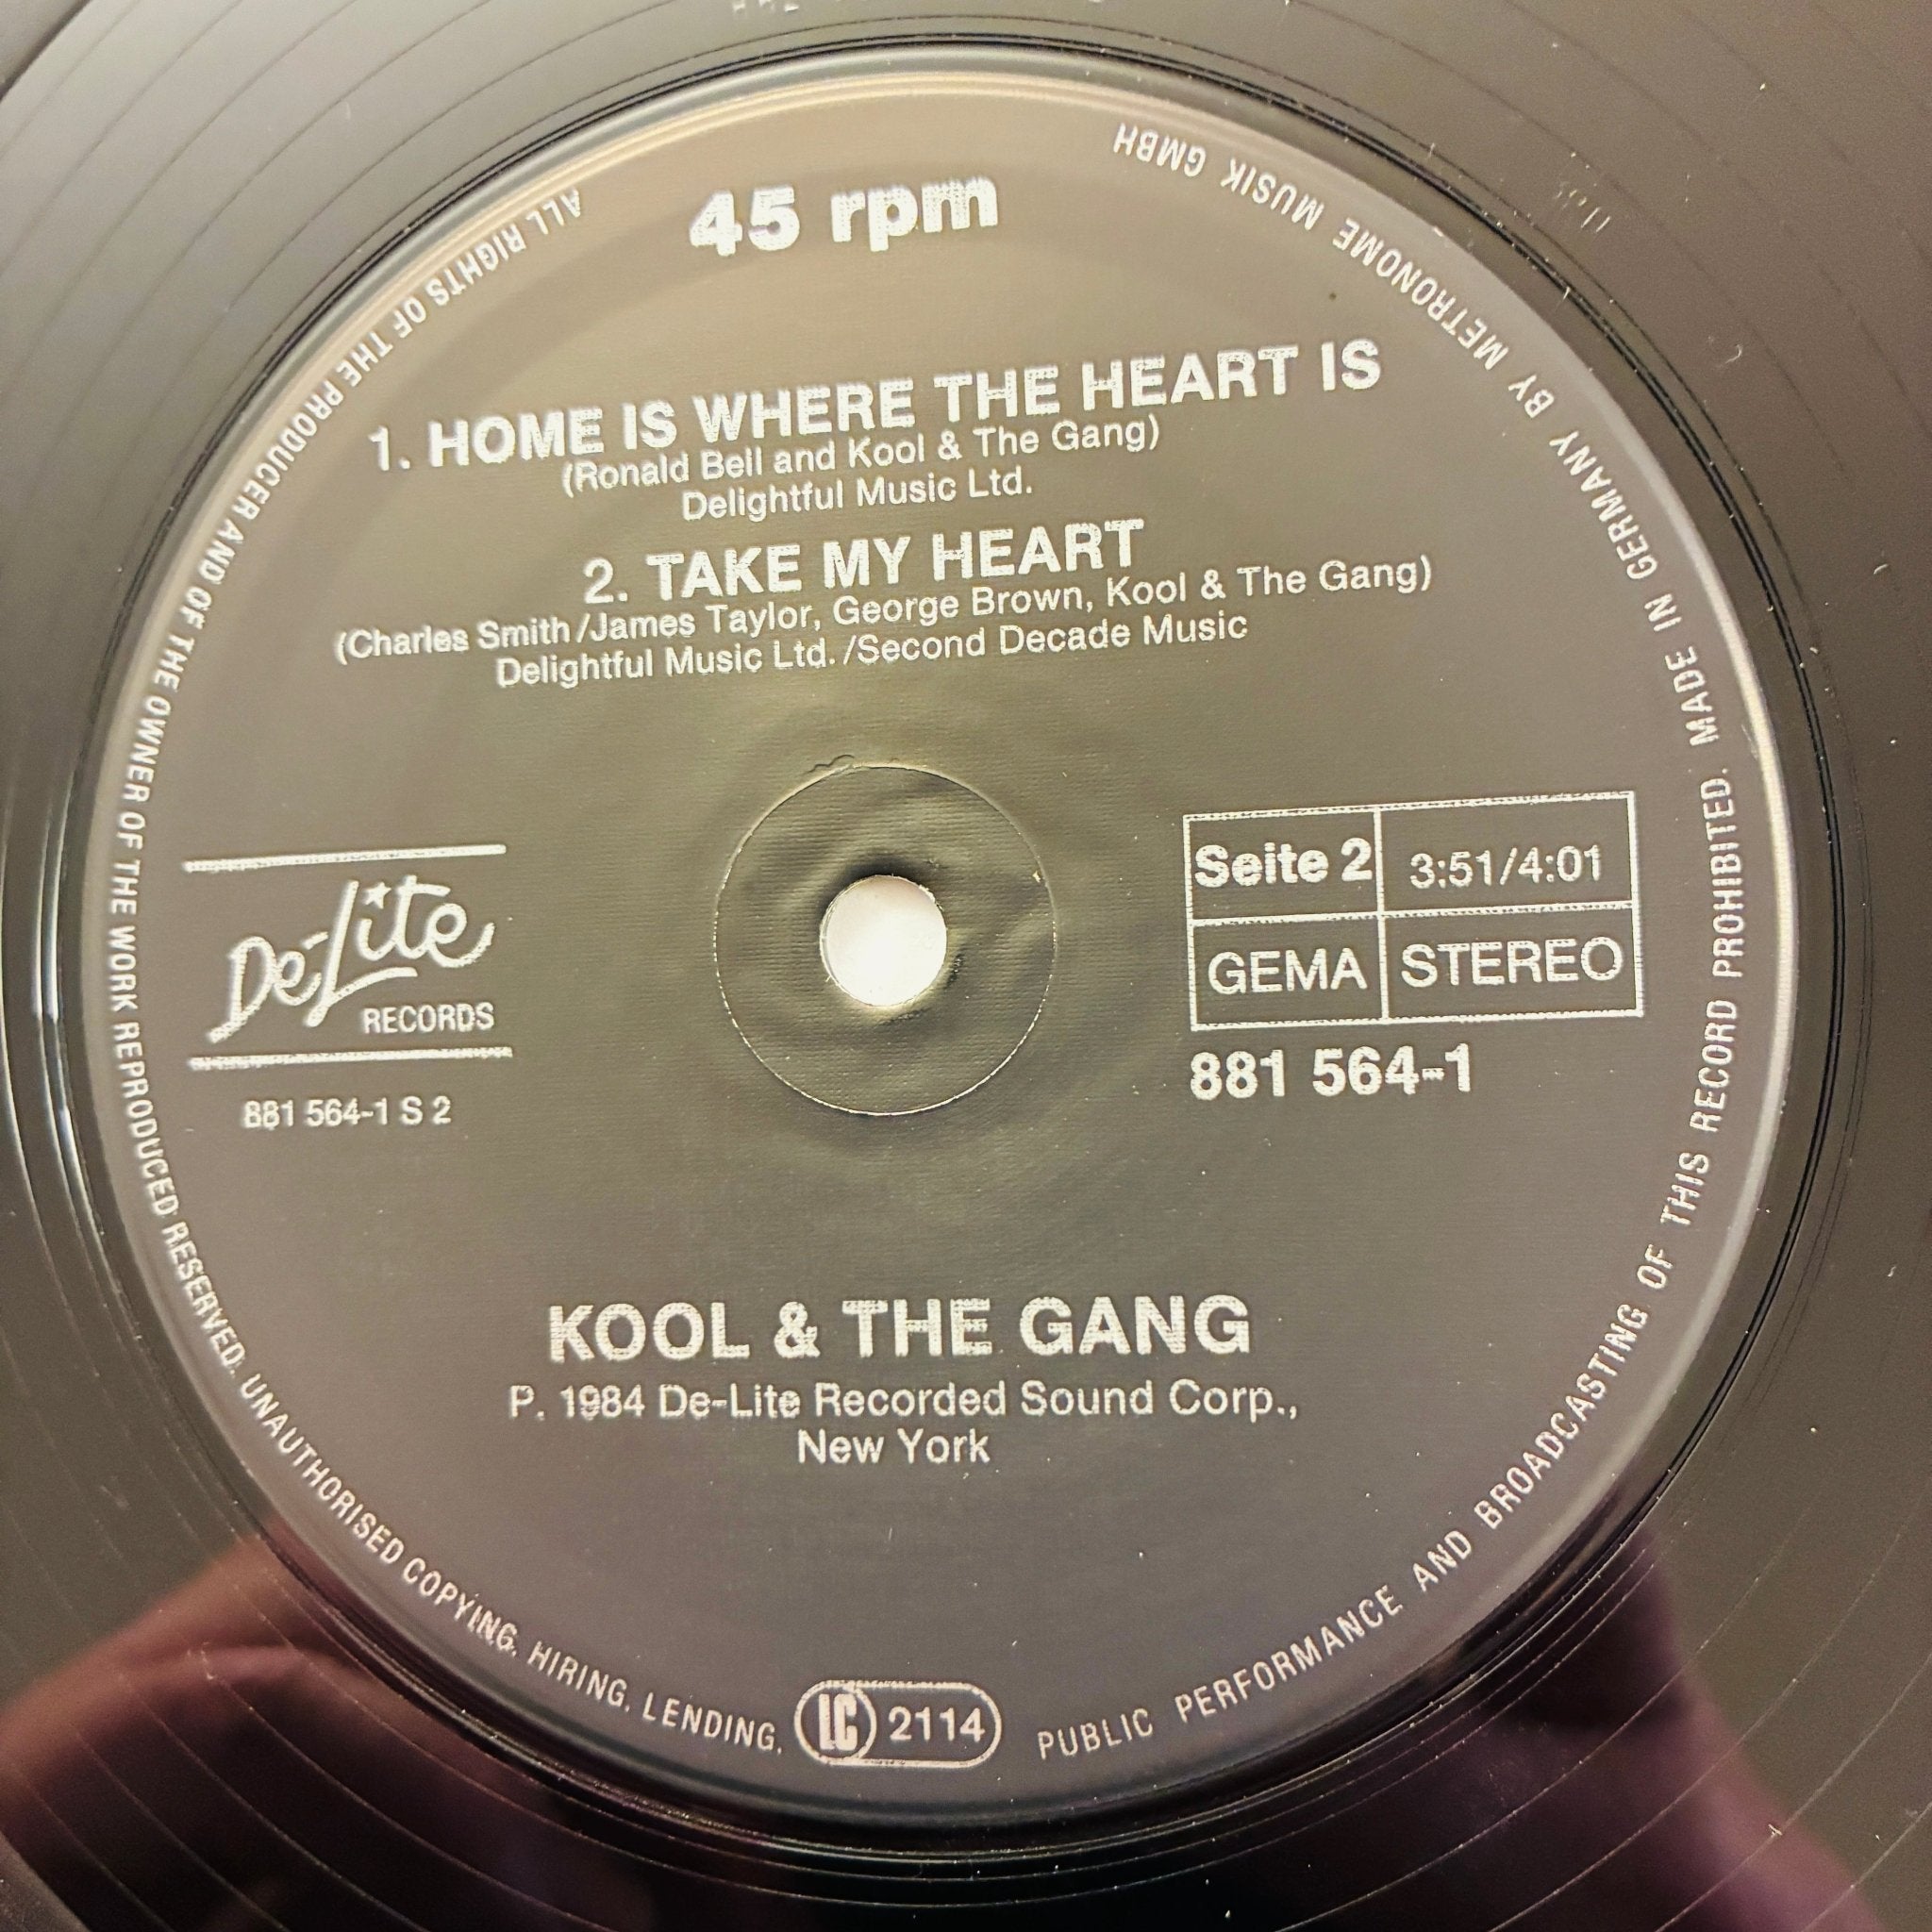 45 rpm
1. HOME IS WHERE THE HEART IS
(Ronald Bell and Kool & The Gang)
Delightful Music Ltd.
2. TAKE MY HEART
(Charles Smith/James Taylor, George Brown, Kool & The Gang)
Delightful Music Ltd./Second Decade Music
De-Lite
RECORDS
881 564-1 S 2
Seite 2 3:51/4:01
GEMA STEREO
881 564-1
KOOL & THE GANG
P. 1984 De-Lite Recorded Sound Corp.,
New York
LC 2114
ALL RIGHTS OF THE PRODUCER AND OF THE OWNER OF THE WORK REPRODUCED RESERVED. UNAUTHORISED COPYING. HIRING. LENDING. PUBLIC PERFORMANCE AND BROADCASTING OF THIS RECORD PROHIBITED. MADE IN GERMANY BY METRONOME MUSIK GMBH